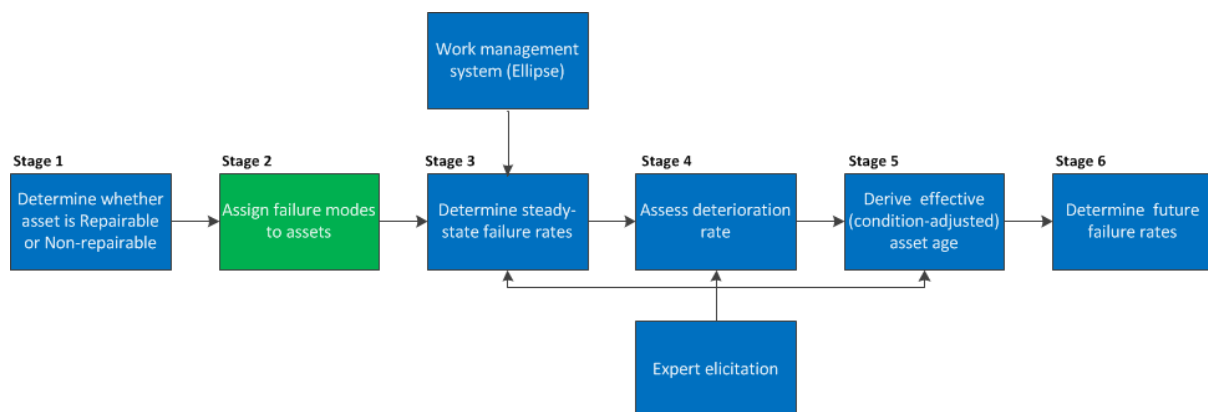 Work management
system (Ellipse)
Stage 1
Stage 2
Stage 3
Stage 4
Stage 5
Stage 6
Determine whether
asset is Repairable
or Non-repairable
Assign failure modes
to assets
Determine steady-
state failure rates
Assess deterioration
rate
Derive effective
(condition-adjusted)
asset age
Determine future
failure rates
Expert elicitation